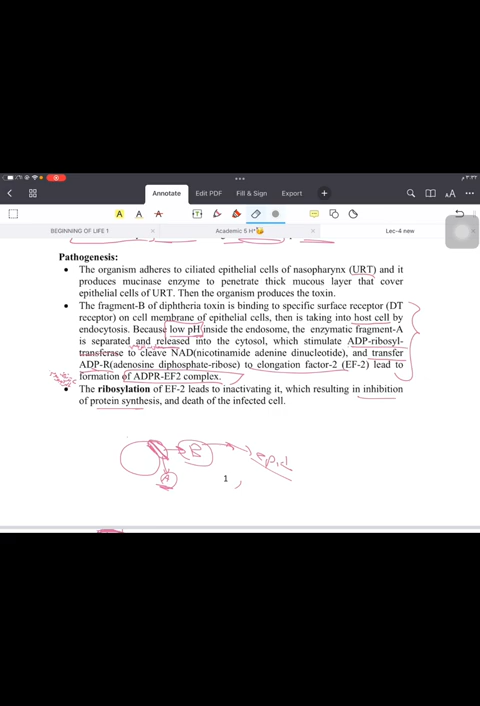 ٣:٣٢ م
Annotate Edit PDF Fill & Sign Export
BEGINNING OF LIFE 1 Academic 5 H Lec-4 new
Pathogenesis:
• The organism adheres to ciliated epithelial cells of nasopharynx (URT) and it
produces mucinase enzyme to penetrate thick mucous layer that cover
epithelial cells of URT. Then the organism produces the toxin.
• The fragment-B of diphtheria toxin is binding to specific surface receptor (DT
receptor) on cell membrane of epithelial cells, then is taking into host cell by
endocytosis. Because low pH inside the endosome, the enzymatic fragment-A
is separated and released into the cytosol, which stimulate ADP-ribosyl-
transferase to cleave NAD(nicotinamide adenine dinucleotide), and transfer
ADP-R(adenosine diphosphate-ribose) to elongation factor-2 (EF-2) lead to
formation of ADPR-EF2 complex.
• The ribosylation of EF-2 leads to inactivating it, which resulting in inhibition
of protein synthesis, and death of the infected cell.
B
A
1